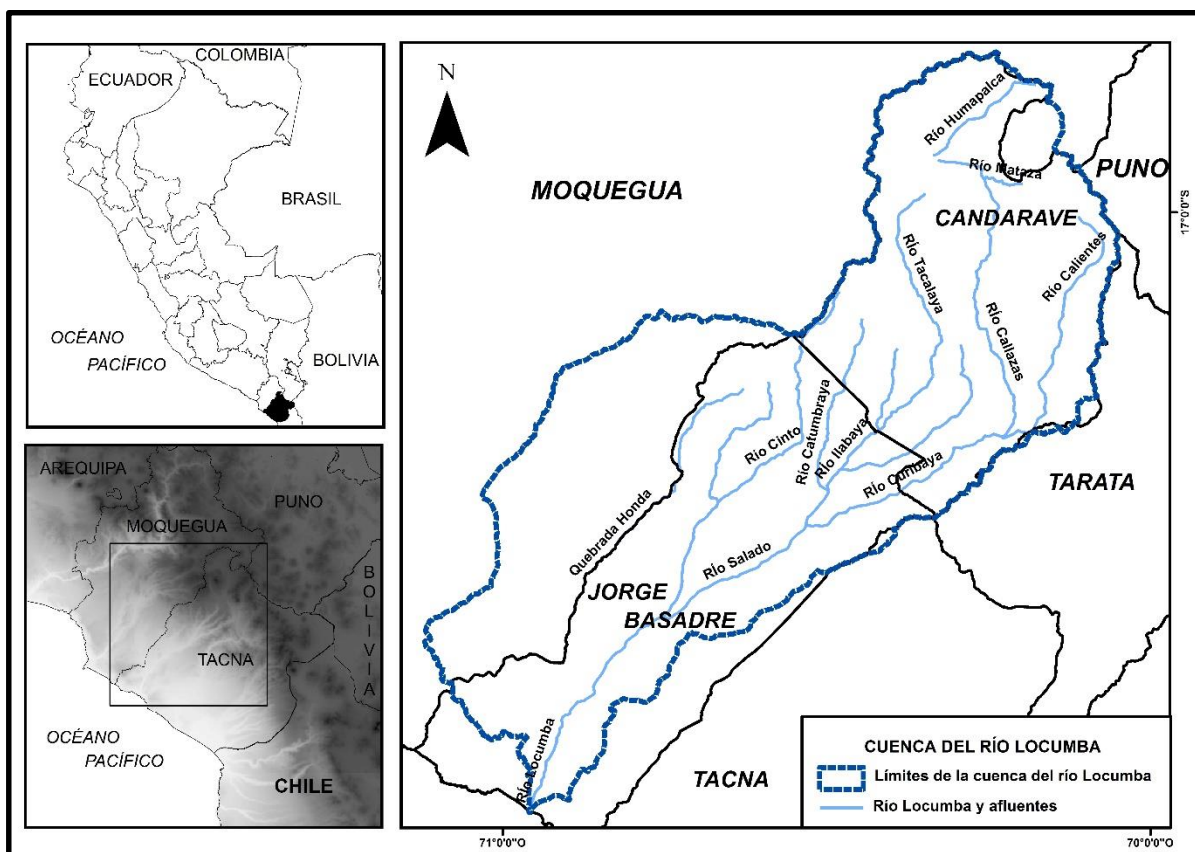 COLOMBIA
ECUADOR
BRASIL
OCÉANO
PACÍFICO
BOLIVIA
AREQUIPA
PUNO
MOQUEGUA
BOLIVIA
TACNA
OCÉANO
PACÍFICO
CHILE
N
Río Humapalca
Río Mataza
PUNO
MOQUEGUA
CANDARAVE
17°0'0"S
Río Tacalaya
Río Calientes
Río Callazas
Río Catumbraya
Río Ilabaya
Río Cinto
Río Curibaya
TARATA
Quebrada Honda
Río Salado
JORGE
BASADRE
Río Locumba
TACNA
CUENCA DEL RÍO LOCUMBA
Límites de la cuenca del río Locumba
Río Locumba y afluentes
71°0'0"O
70°0'0"O